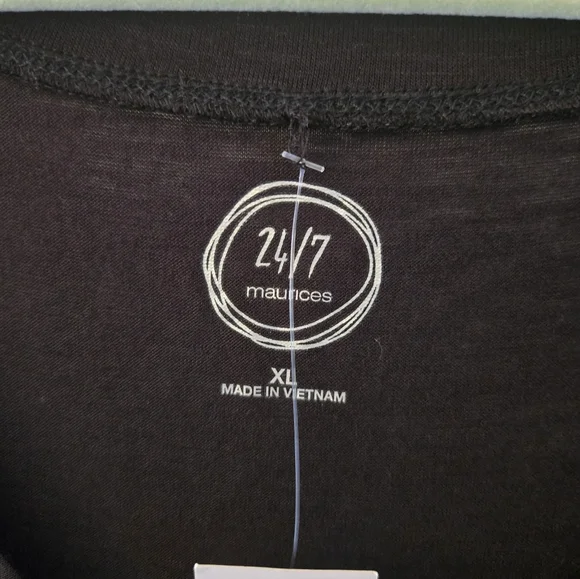 24/7
maurices
XL
MADE IN VIETNAM